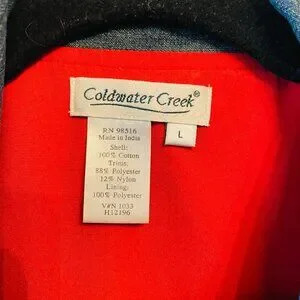 Coldwater Creek®
L
RN 98516
Made in India
Shell:
100% Cotton
Trims:
88% Polyester
12% Nylon
Lining:
100% Polyester
V#N 1033
H12196